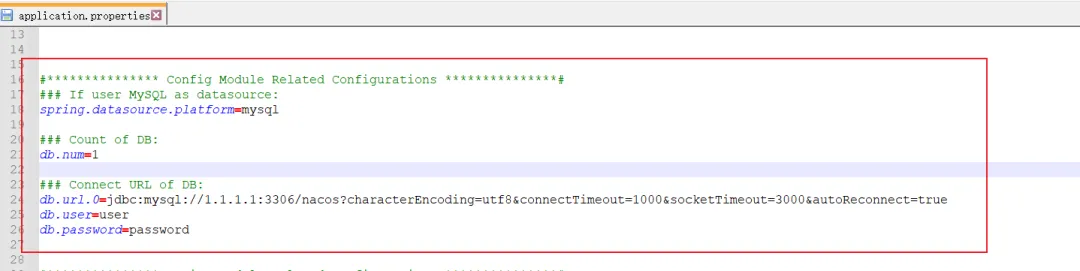 application.properties
13
14
15
16 #*************** Config Module Related Configurations ***************#
17 ### If user MySQL as datasource:
18 spring.datasource.platform=mysql
19
20 ### Count of DB:
21 db.num=1
22
23 ### Connect URL of DB:
24 db.url.0=jdbc:mysql://1.1.1.1:3306/nacos?characterEncoding=utf8&connectTimeout=1000&socketTimeout=3000&autoReconnect=true
25 db.user=user
26 db.password=password
27
28